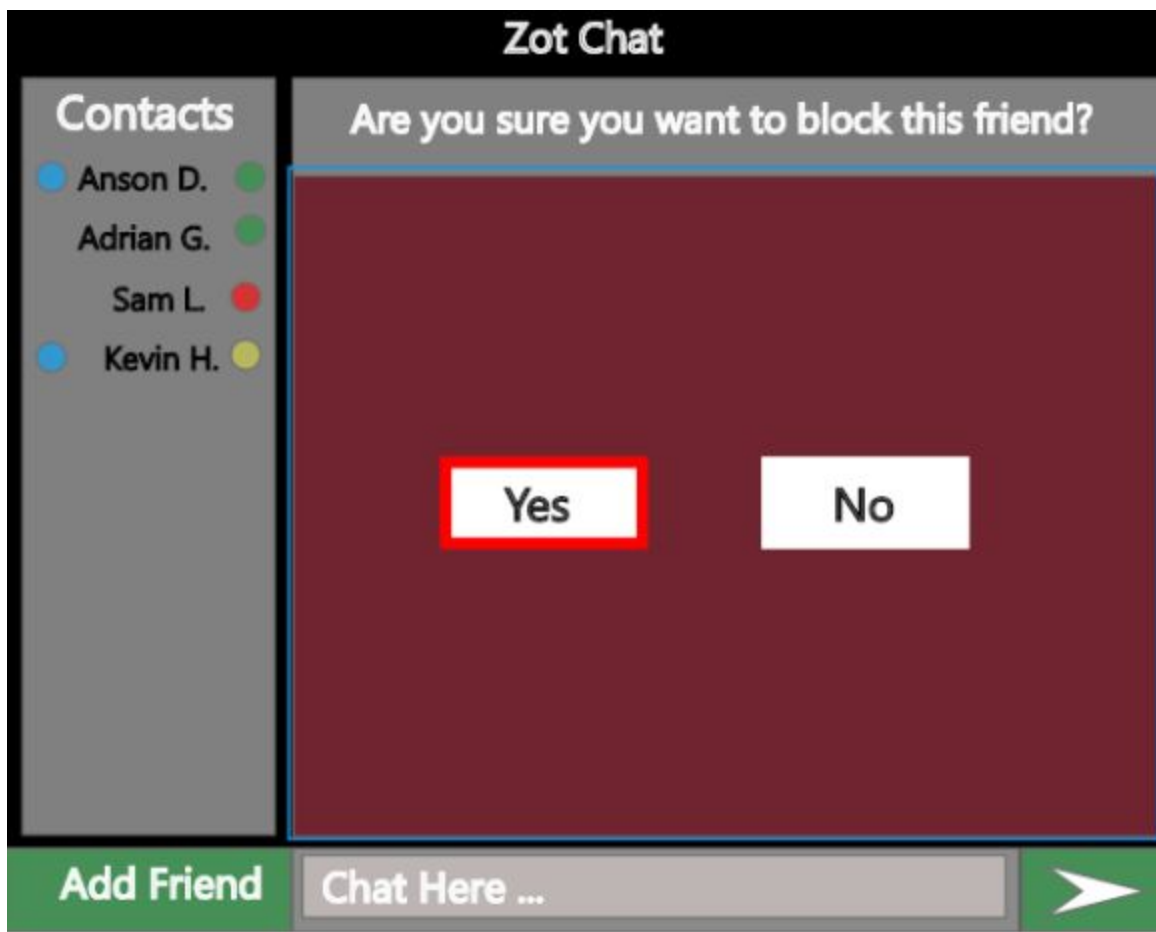 Zot Chat
Contacts
Anson D.
Adrian G.
Sam L.
Kevin H.
Are you sure you want to block this friend?
Yes
No
Add Friend
Chat Here ...